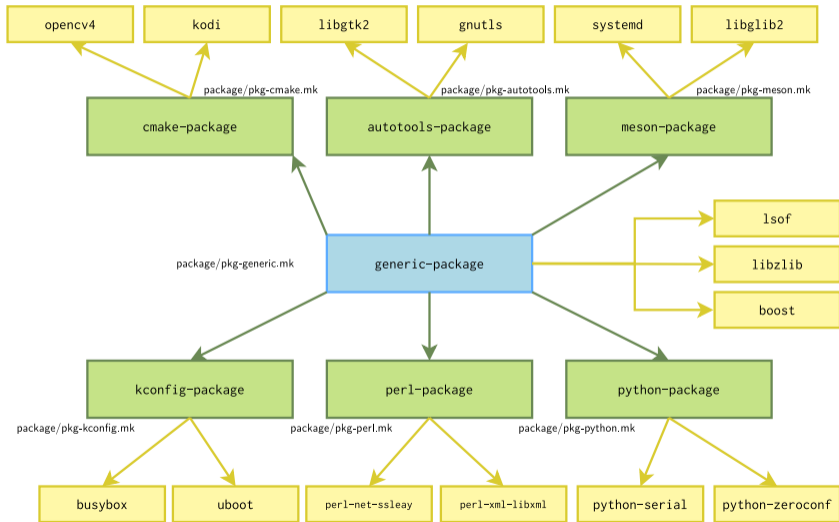 opencv4
kodi
libgtk2
gnutls
systemd
libglib2
package/pkg-cmake.mk
package/pkg-autotools.mk
package/pkg-meson.mk
cmake-package
autotools-package
meson-package
lsof
package/pkg-generic.mk
generic-package
libzlib
boost
kconfig-package
perl-package
python-package
package/pkg-kconfig.mk
package/pkg-perl.mk
package/pkg-python.mk
busybox
uboot
perl-net-ssleay
perl-xml-libxml
python-serial
python-zeroconf